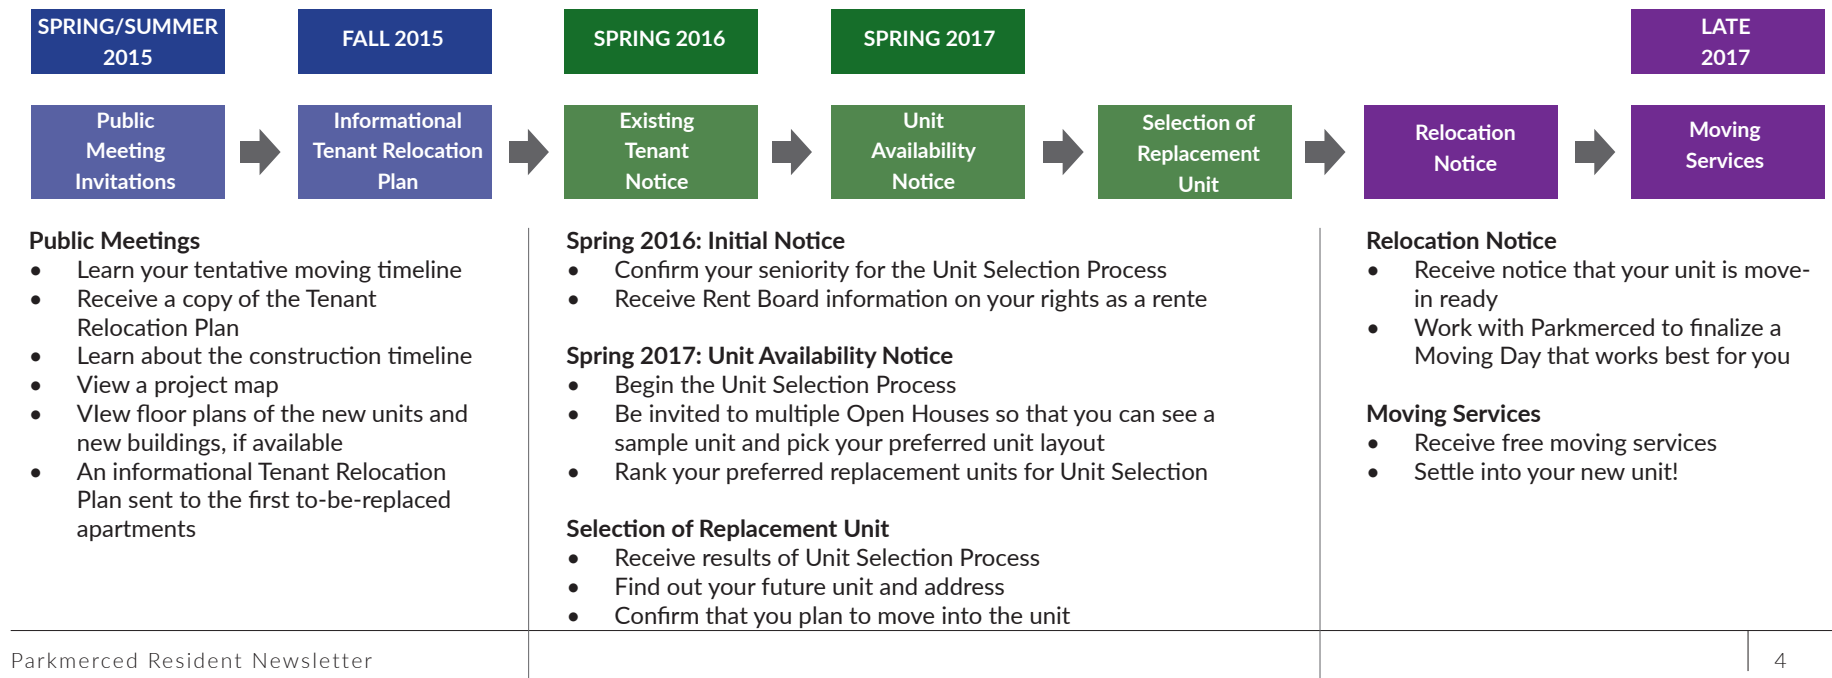 SPRING/SUMMER
2015
FALL 2015
SPRING 2016
SPRING 2017
LATE
2017
Public
Meeting
Invitations
Informational
Tenant Relocation
Plan
Existing
Tenant
Notice
Unit
Availability
Notice
Selection of
Replacement
Unit
Relocation
Notice
Moving
Services
Public Meetings
• Learn your tentative moving timeline
• Receive a copy of the Tenant
Relocation Plan
• Learn about the construction timeline
• View a project map
• VIew floor plans of the new units and
new buildings, if available
• An informational Tenant Relocation
Plan sent to the first to-be-replaced
apartments
Spring 2016: Initial Notice
• Confirm your seniority for the Unit Selection Process
• Receive Rent Board information on your rights as a rente
Spring 2017: Unit Availability Notice
• Begin the Unit Selection Process
• Be invited to multiple Open Houses so that you can see a
sample unit and pick your preferred unit layout
• Rank your preferred replacement units for Unit Selection
Selection of Replacement Unit
• Receive results of Unit Selection Process
• Find out your future unit and address
• Confirm that you plan to move into the unit
Relocation Notice
• Receive notice that your unit is move-
in ready
• Work with Parkmerced to finalize a
Moving Day that works best for you
Moving Services
• Receive free moving services
• Settle into your new unit!
Parkmerced Resident Newsletter
4